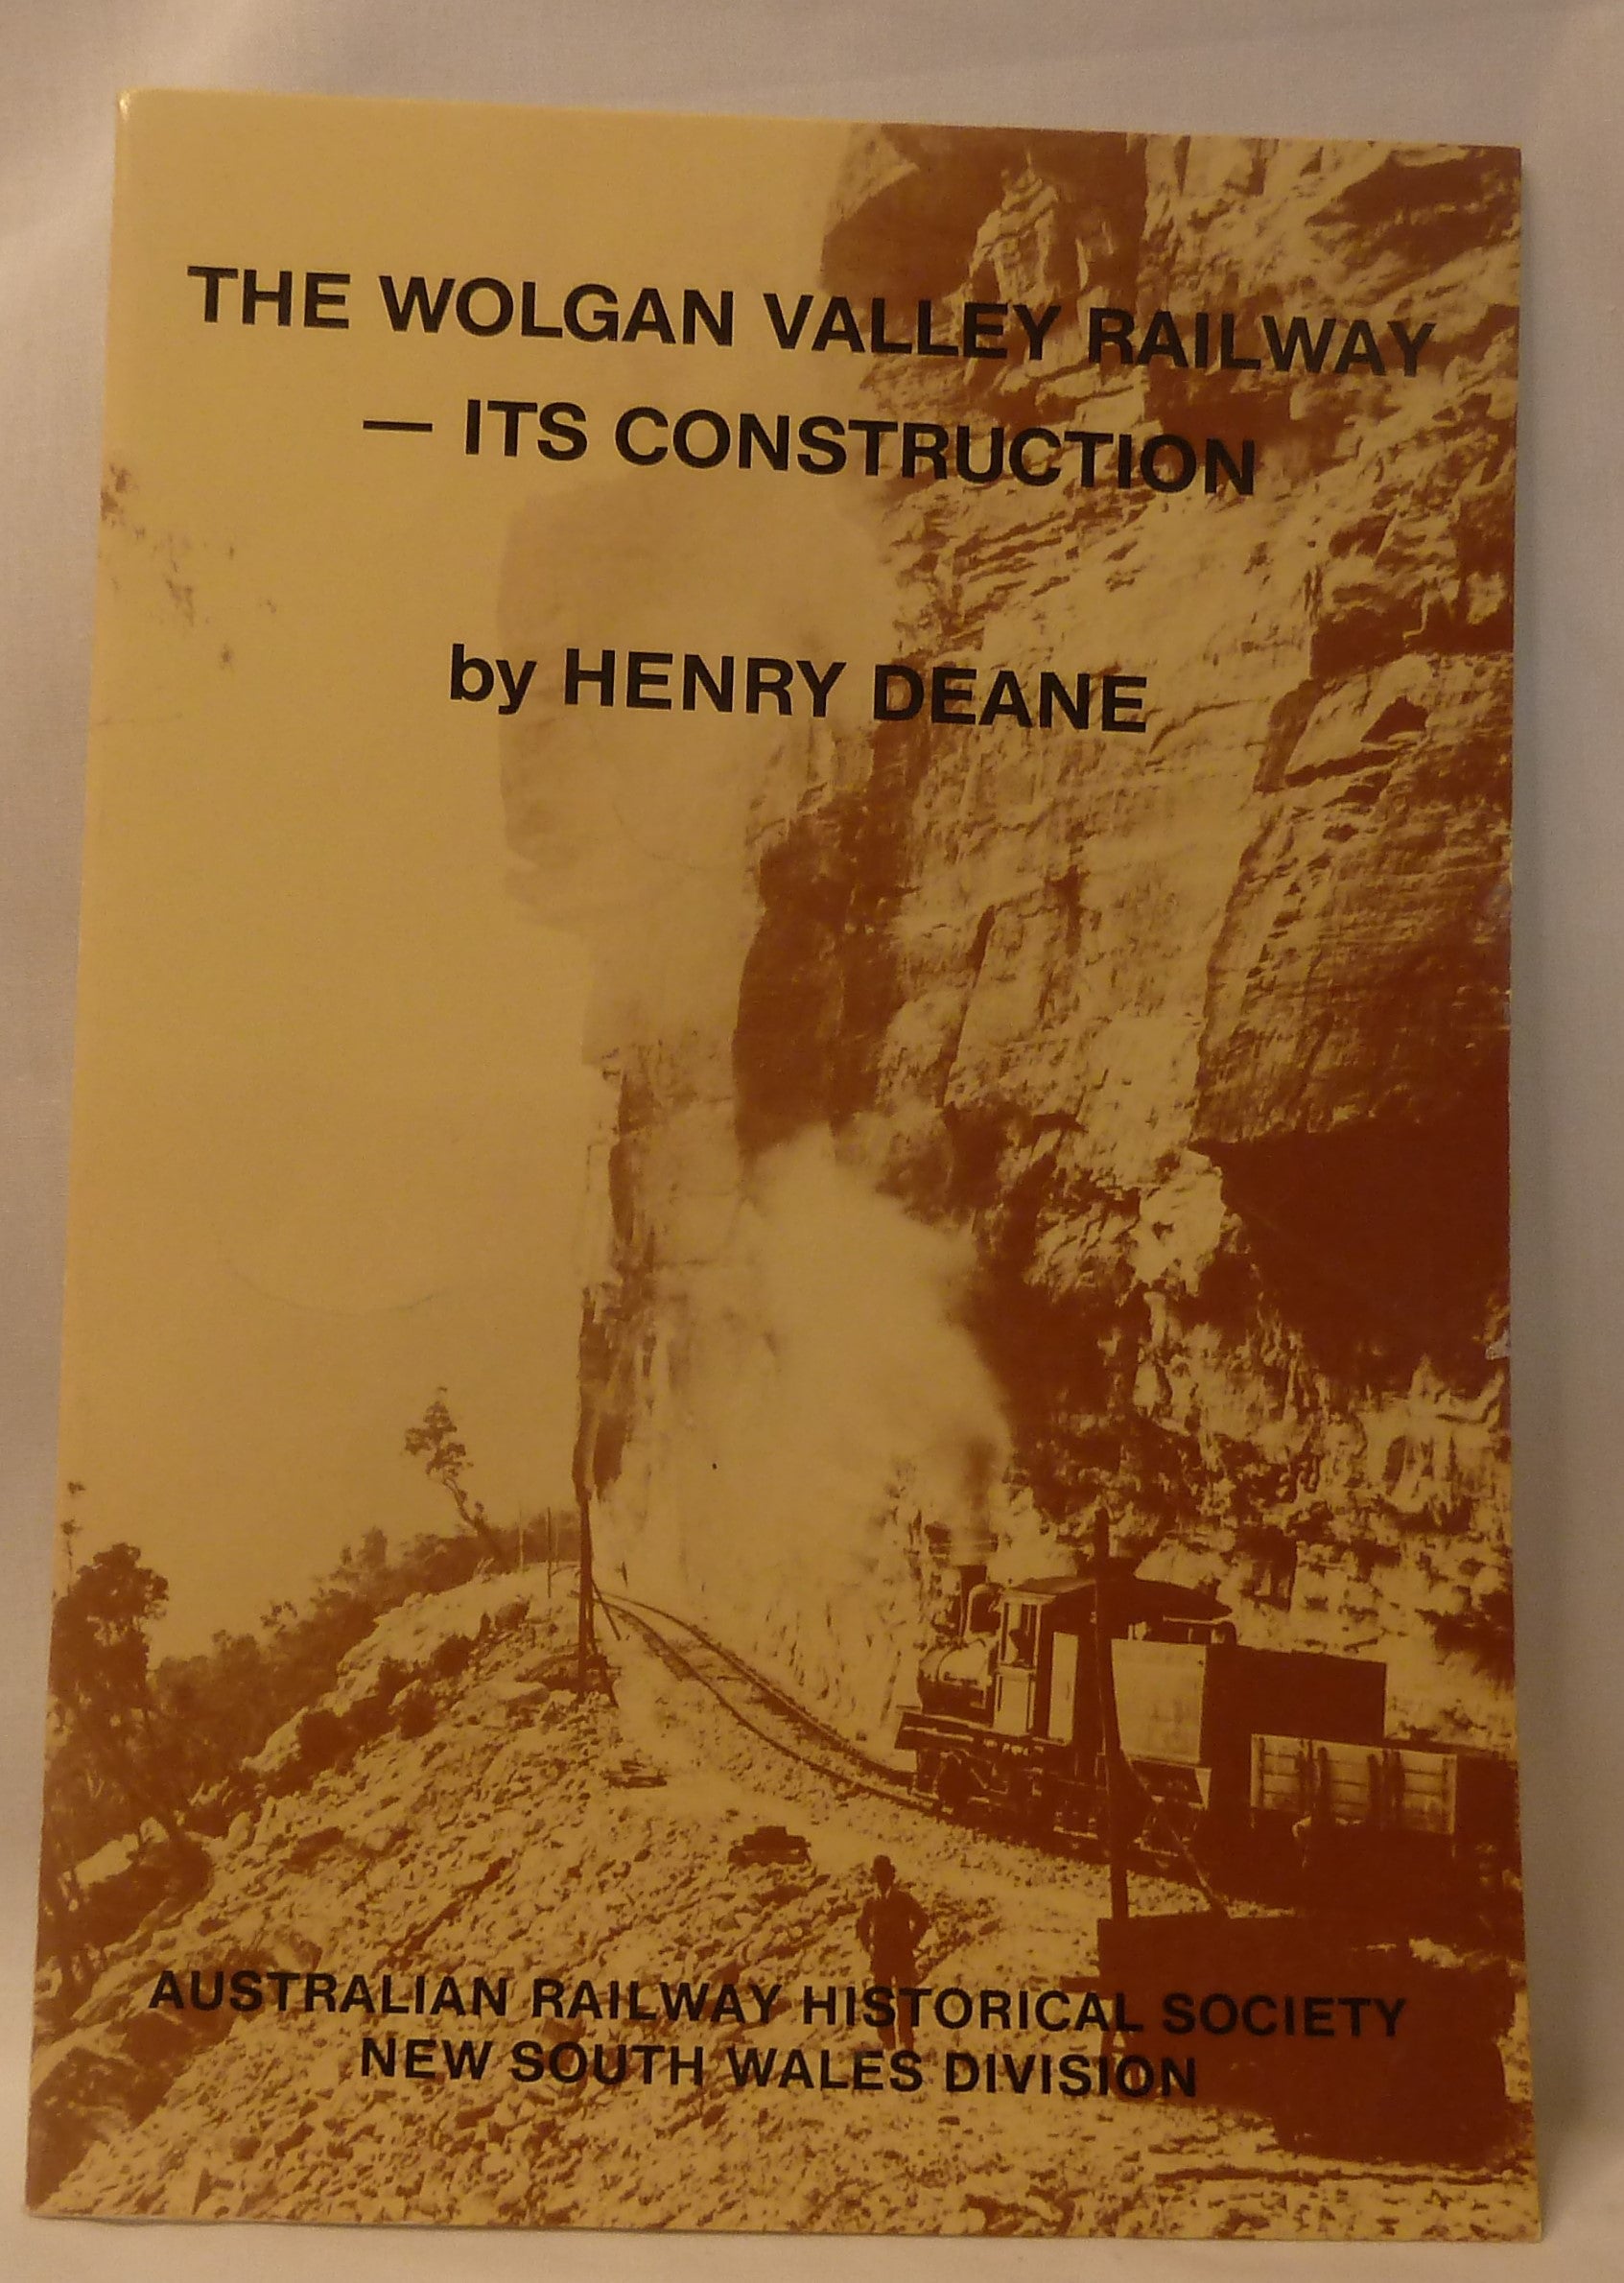 THE WOLGAN VALLEY RAILWAY
— ITS CONSTRUCTION
by HENRY DEANE
AUSTRALIAN RAILWAY HISTORICAL SOCIETY
NEW SOUTH WALES DIVISION